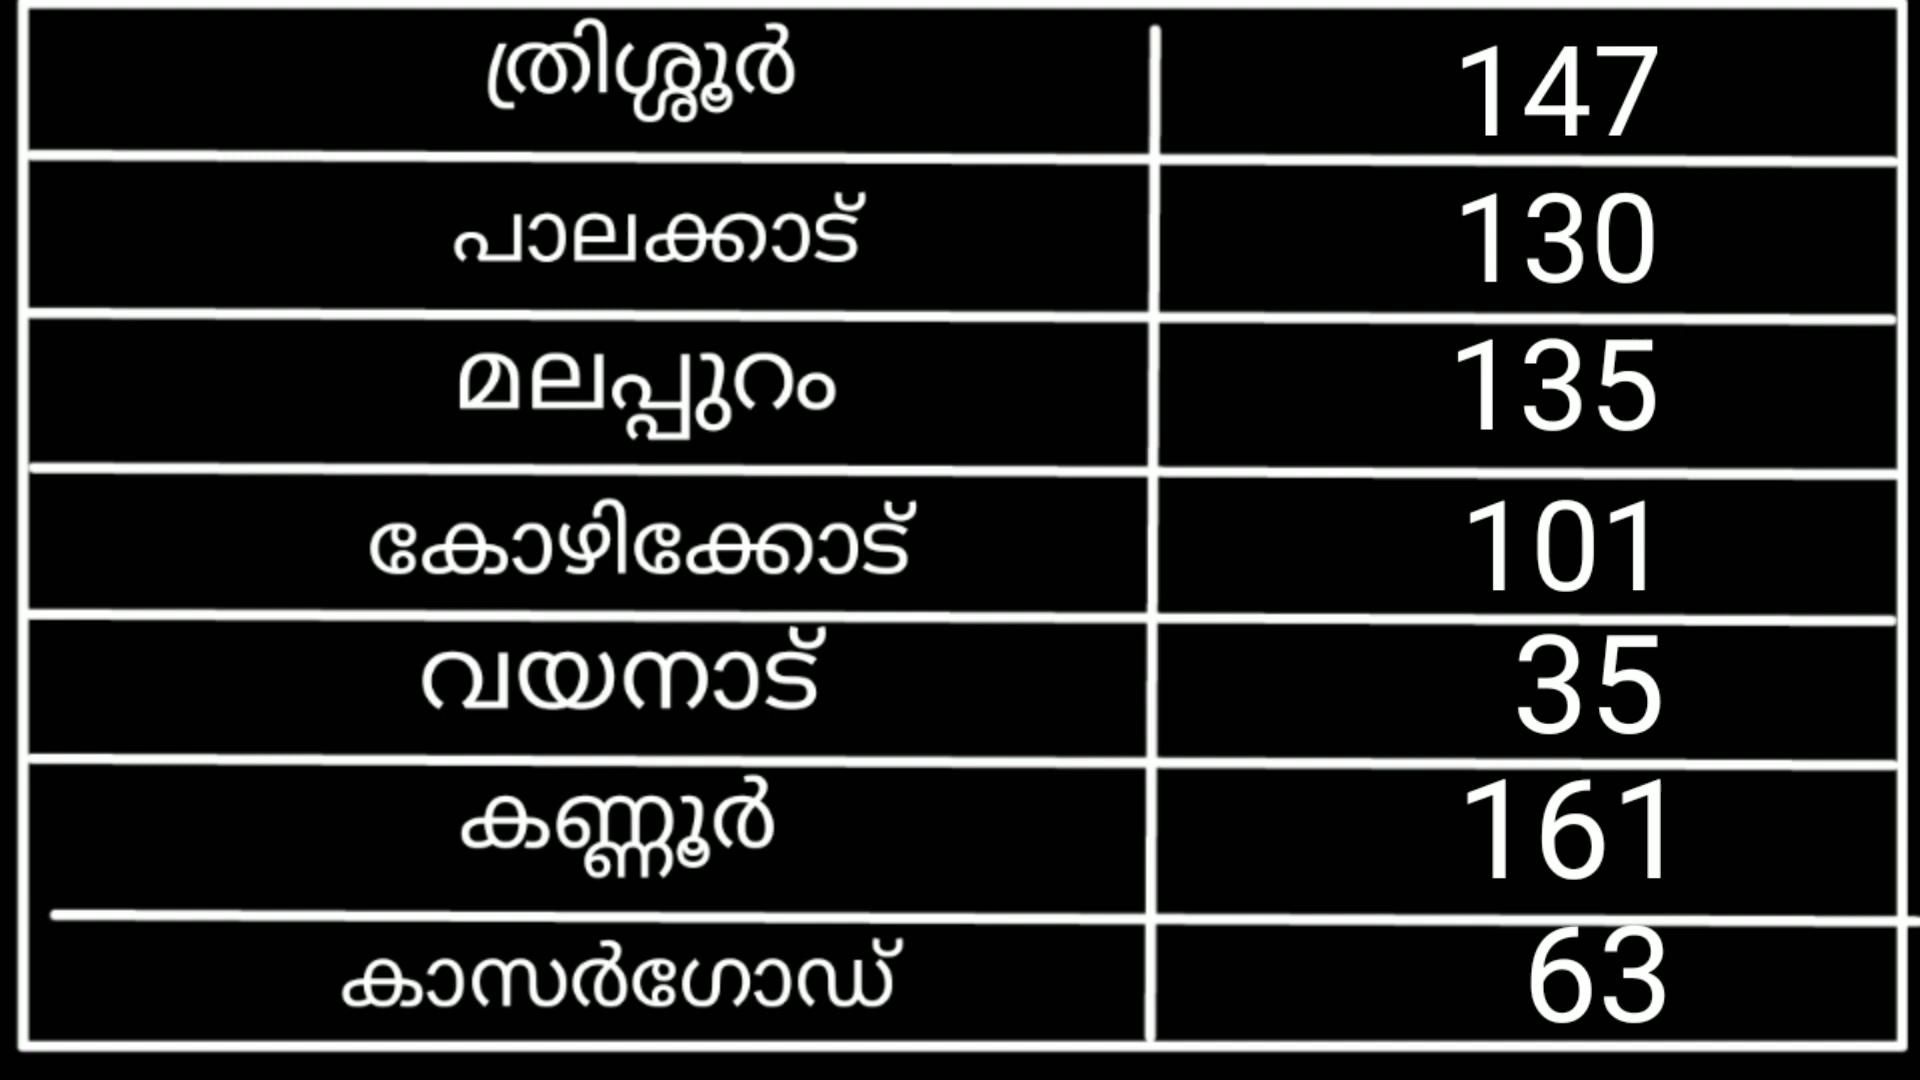 ത്രിശ്ശൂർ 147
പാലക്കാട് 130
മലപ്പുറം 135
കോഴിക്കോട് 101
വയനാട് 35
കണ്ണൂർ 161
കാസർഗോഡ് 63